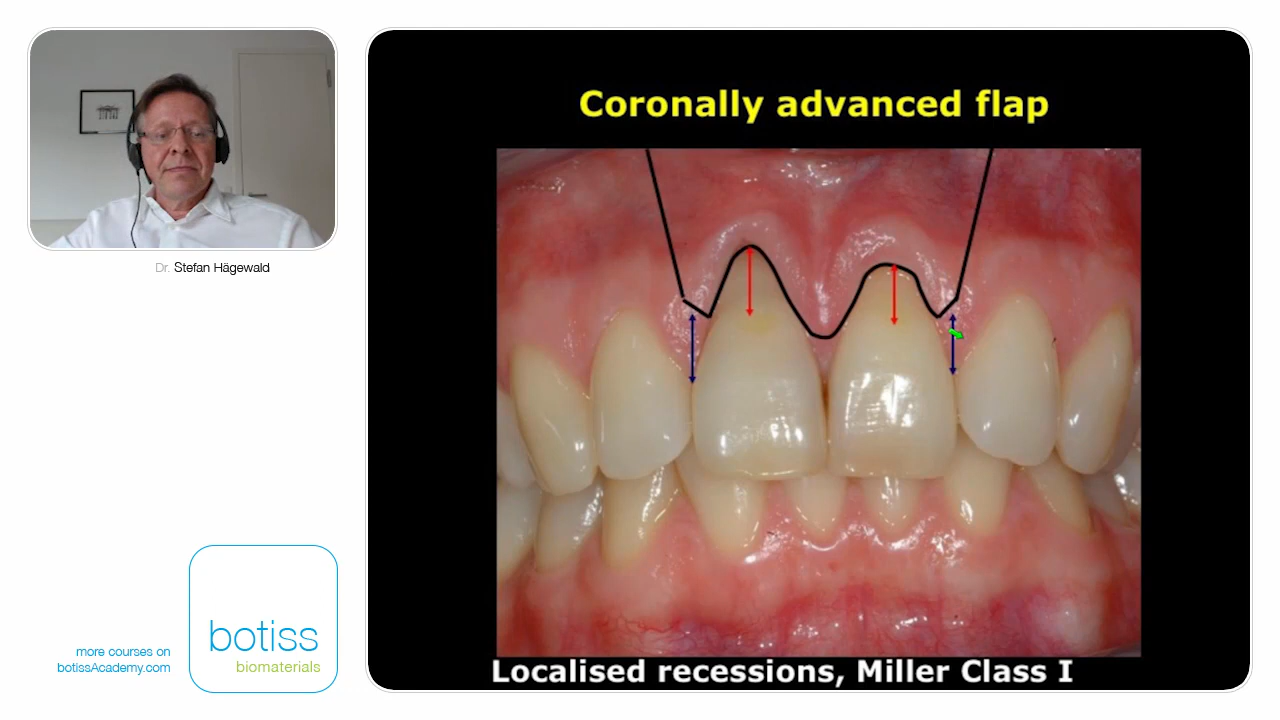 Coronally advanced flap
Dr. Stefan Hägewald
botiss
biomaterials
more courses on
botissAcademy.com
Localised recessions, Miller Class I